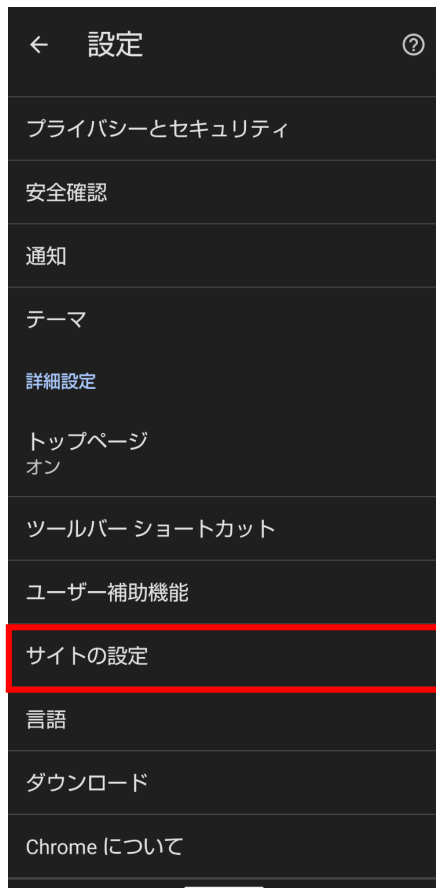 設定
プライバシーとセキュリティ
安全確認
通知
テーマ
詳細設定
トップページ
オン
ツールバー ショートカット
ユーザー補助機能
サイトの設定
言語
ダウンロード
Chrome について